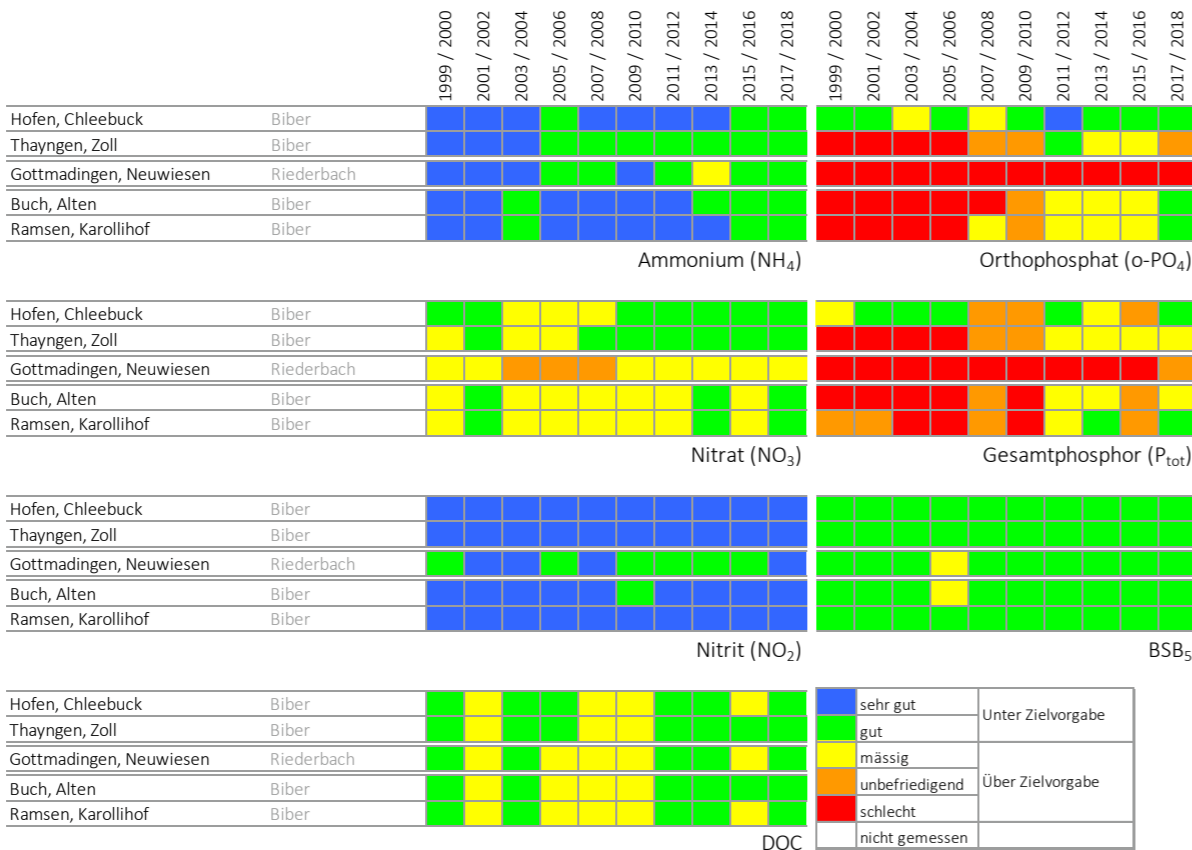 1999 / 2000 2001 / 2002 2003 / 2004 2005 / 2006 2007 / 2008 2009 / 2010 2011 / 2012 2013 / 2014 2015 / 2016 2017 / 2018 1999 / 2000 2001 / 2002 2003 / 2004 2005 / 2006 2007 / 2008 2009 / 2010 2011 / 2012 2013 / 2014 2015 / 2016 2017 / 2018
Hofen, Chleebuck Biber
Thayngen, Zoll Biber
Gottmadingen, Neuwiesen Riederbach
Buch, Alten Biber
Ramsen, Karollihof Biber
Ammonium (NH4) Orthophosphat (o-PO4)
Hofen, Chleebuck Biber
Thayngen, Zoll Biber
Gottmadingen, Neuwiesen Riederbach
Buch, Alten Biber
Ramsen, Karollihof Biber
Nitrat (NO3) Gesamtphosphor (Ptot)
Hofen, Chleebuck Biber
Thayngen, Zoll Biber
Gottmadingen, Neuwiesen Riederbach
Buch, Alten Biber
Ramsen, Karollihof Biber
Nitrit (NO2) BSB5
Hofen, Chleebuck Biber
Thayngen, Zoll Biber
Gottmadingen, Neuwiesen Riederbach
Buch, Alten Biber
Ramsen, Karollihof Biber
DOC
sehr gut
gut
Unter Zielvorgabe
mässig
unbefriedigend
schlecht
Über Zielvorgabe
nicht gemessen